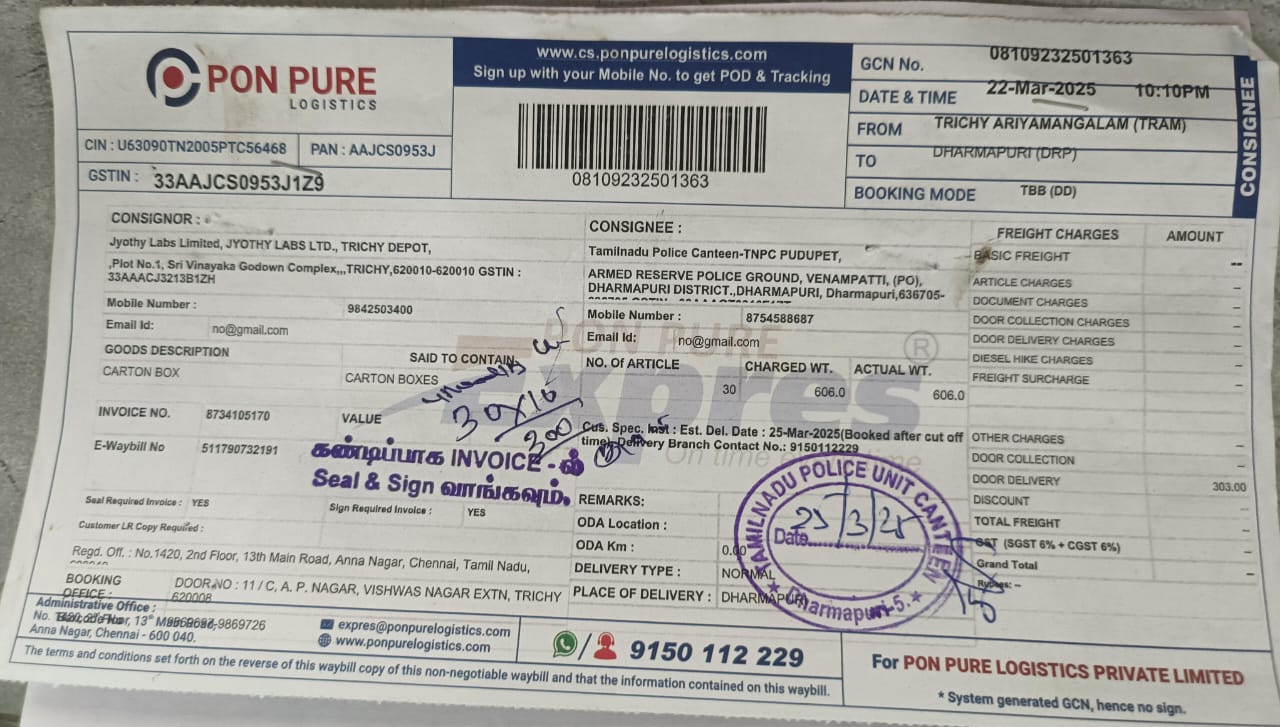 PON PURE
LOGISTICS
CIN : U63090TN2005PTC56468 PAN : AAJCS0953J
GSTIN : 33AAJCS0953J1Z9
www.cs.ponpurelogistics.com
Sign up with your Mobile No. to get POD & Tracking
08109232501363
GCN No. 08109232501363
DATE & TIME 22-Mar-2025 10:10PM
FROM TRICHY ARIYAMANGALAM (TRAM)
TO DHARMAPURI (DRP)
BOOKING MODE TBB (DD)
CONSIGNEE
CONSIGNOR :
Jyothy Labs Limited, JYOTHY LABS LTD., TRICHY DEPOT,
,Plot No.1, Sri Vinayaka Godown Complex,,,TRICHY,620010-620010 GSTIN :
33AAACJ3213B1ZH
Mobile Number : 9842503400
Email Id: no@gmail.com
GOODS DESCRIPTION SAID TO CONTAIN
CARTON BOX CARTON BOXES
INVOICE NO. 8734105170 VALUE
E-Waybill No 511790732191
30x10
300
கண்டிப்பாக INVOICE - ல்
Seal & Sign வாங்கவும்.
Seal Required Invoice : YES Sign Required Invoice : YES
Customer LR Copy Required :
CONSIGNEE :
Tamilnadu Police Canteen-TNPC PUDUPET,
ARMED RESERVE POLICE GROUND, VENAMPATTI, (PO),
DHARMAPURI DISTRICT.,DHARMAPURI, Dharmapuri,636705-
Mobile Number : 8754588687
Email Id: no@gmail.com
PON PURE
Expres ®
On time
NO. Of ARTICLE CHARGED WT. ACTUAL WT.
30 606.0 606.0
Cus. Spec. Inst : Est. Del. Date : 25-Mar-2025(Booked after cut off
time) Delivery Branch Contact No.: 9150112229
REMARKS:
ODA Location :
ODA Km : 0.00
DELIVERY TYPE : NORMAL
PLACE OF DELIVERY : DHARMAPURI
TAMILNADU POLICE UNIT CANTEEN
25/3/25
Date
Dharmapuri-5.
FREIGHT CHARGES AMOUNT
BASIC FREIGHT --
ARTICLE CHARGES –
DOCUMENT CHARGES –
DOOR COLLECTION CHARGES –
DOOR DELIVERY CHARGES –
DIESEL HIKE CHARGES –
FREIGHT SURCHARGE –
OTHER CHARGES –
DOOR COLLECTION –
DOOR DELIVERY 303.00
DISCOUNT –
TOTAL FREIGHT –
GST (SGST 6% + CGST 6%) –
Grand Total –
Rupees: --
Regd. Off. : No.1420, 2nd Floor, 13th Main Road, Anna Nagar, Chennai, Tamil Nadu,
BOOKING OFFICE : DOOR.NO : 11 / C, A. P. NAGAR, VISHWAS NAGAR EXTN, TRICHY
620008
Administrative Office :
Anna Nagar, Chennai - 600 040.
expres@ponpurelogistics.com
www.ponpurelogistics.com
9150 112 229
The terms and conditions set forth on the reverse of this waybill copy of this non-negotiable waybill and that the information contained on this waybill.
For PON PURE LOGISTICS PRIVATE LIMITED
* System generated GCN, hence no sign.